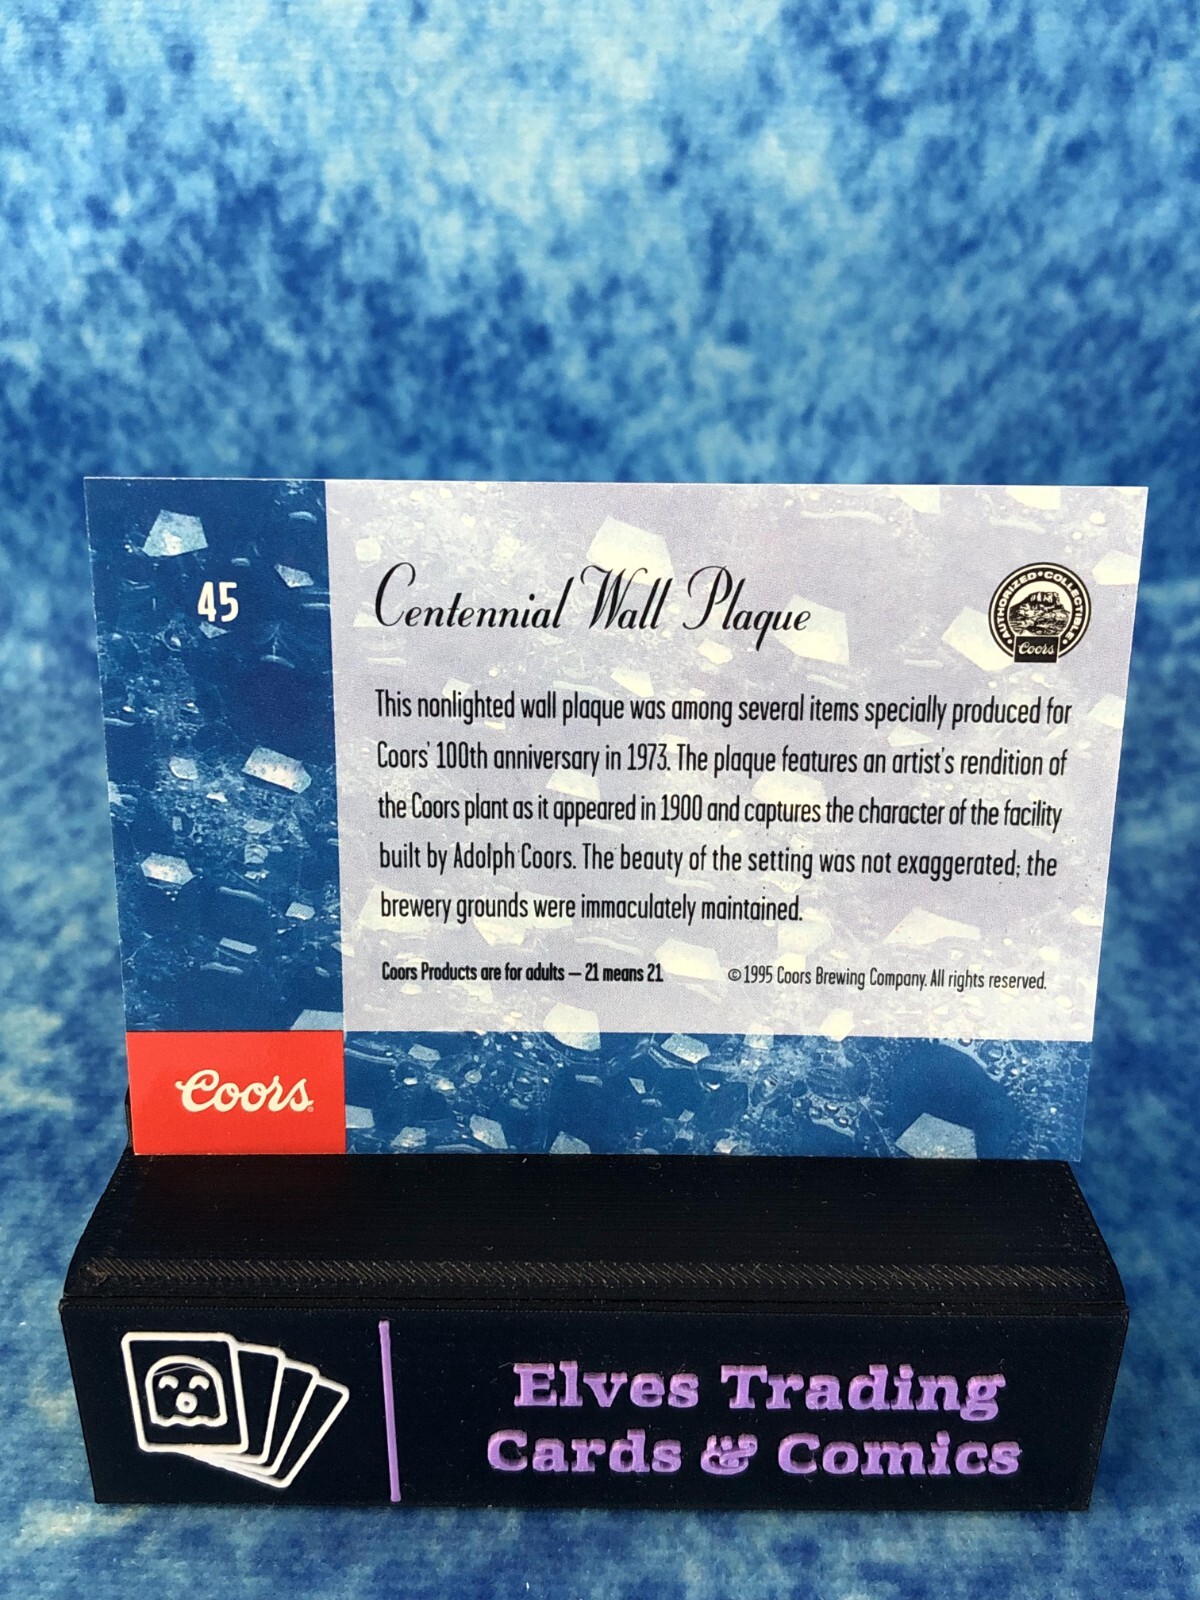 45
Centennial Wall Plaque
AUTHORIZED • COLLECTIBLE
Coors
This nonlighted wall plaque was among several items specially produced for
Coors' 100th anniversary in 1973. The plaque features an artist's rendition of
the Coors plant as it appeared in 1900 and captures the character of the facility
built by Adolph Coors. The beauty of the setting was not exaggerated; the
brewery grounds were immaculately maintained.
Coors Products are for adults — 21 means 21
© 1995 Coors Brewing Company. All rights reserved.
Coors®
Elves Trading
Cards & Comics